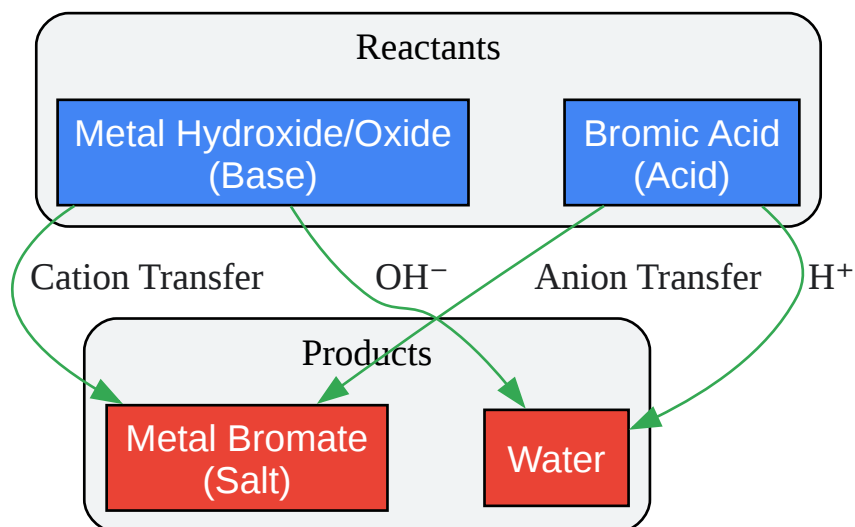 Reactants
Metal Hydroxide/Oxide
(Base)
Bromic Acid
(Acid)
Cation Transfer
OH⁻
Anion Transfer
H⁺
Products
Metal Bromate
(Salt)
Water